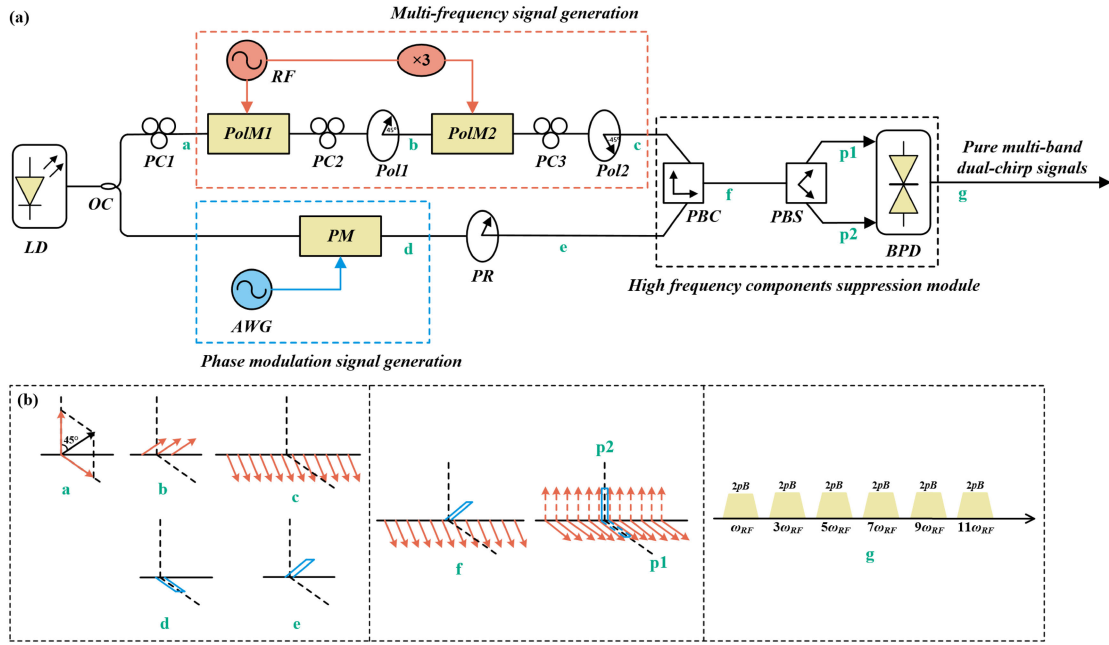 (a)
Multi-frequency signal generation
RF
×3
PolM1
PolM2
45°
45°
PC1
a
PC2
Pol1
b
PC3
Pol2
c
LD
OC
PM
d
PR
e
AWG
Phase modulation signal generation
PBC
f
PBS
p1
p2
BPD
g
Pure multi-band
dual-chirp signals
High frequency components suppression module
(b)
45°
a
b
c
d
e
f
p2
p1
2pB 2pB 2pB 2pB 2pB 2pB
ωRF 3ωRF 5ωRF 7ωRF 9ωRF 11ωRF
g